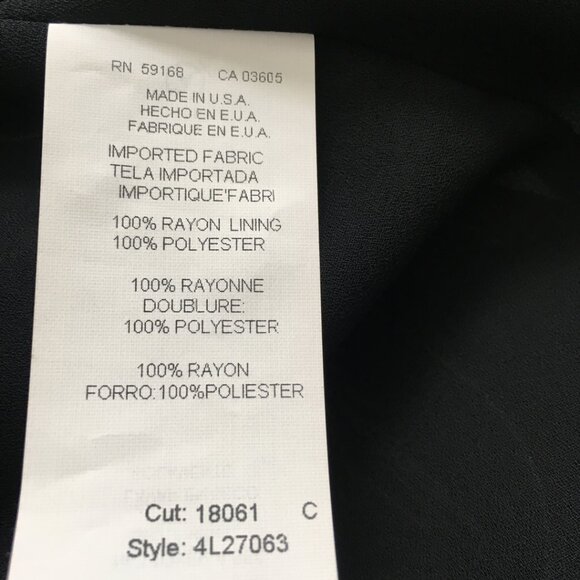 RN 59168 CA 03605
MADE IN U.S.A.
HECHO EN E.U.A.
FABRIQUE EN E.U.A.
IMPORTED FABRIC
TELA IMPORTADA
IMPORTIQUE'FABRI
100% RAYON LINING
100% POLYESTER
100% RAYONNE
DOUBLURE:
100% POLYESTER
100% RAYON
FORRO:100%POLIESTER
Cut: 18061 C
Style: 4L27063